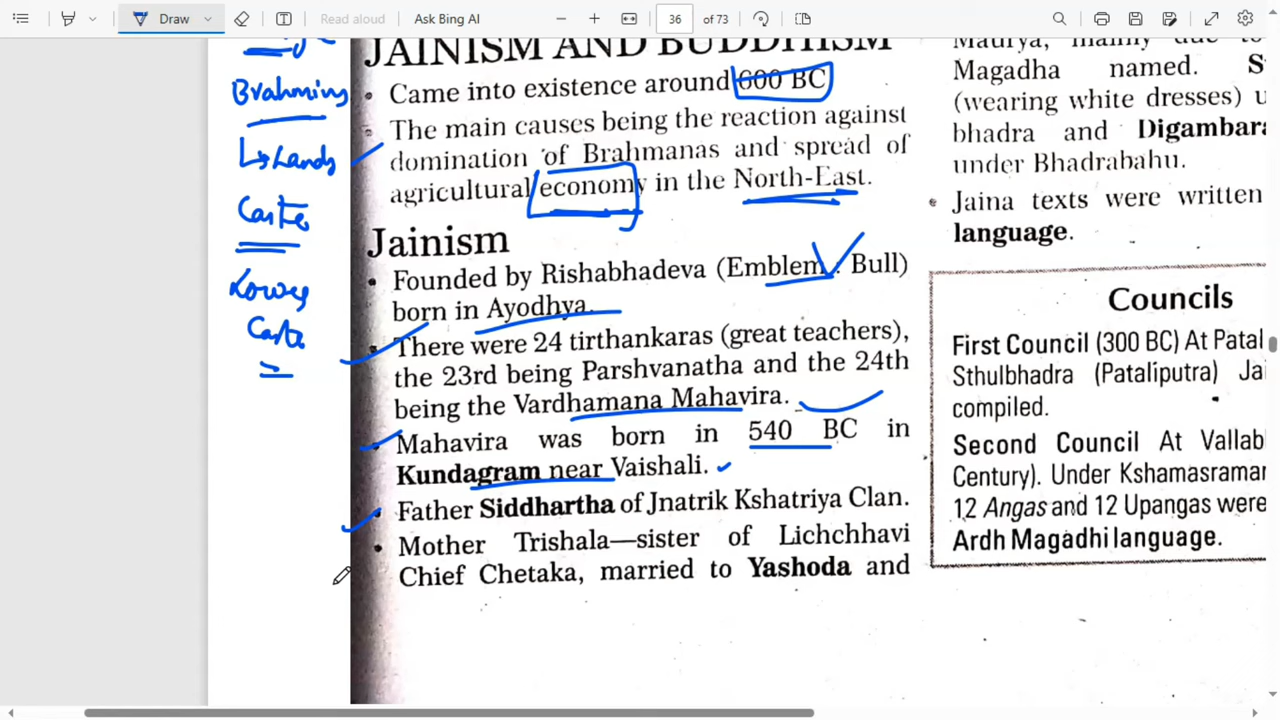 Draw
Read aloud
Ask Bing AI
36 of 73
Brahmins
Lands
Caste
Lower
Caste
JAINISM AND BUDDHISM
• Came into existence around 600 BC
• The main causes being the reaction against
domination of Brahmanas and spread of
agricultural economy in the North-East.
Jainism
• Founded by Rishabhadeva (Emblem : Bull)
born in Ayodhya.
• There were 24 tirthankaras (great teachers),
the 23rd being Parshvanatha and the 24th
being the Vardhamana Mahavira.
• Mahavira was born in 540 BC in
Kundagram near Vaishali.
• Father Siddhartha of Jnatrik Kshatriya Clan.
• Mother Trishala—sister of Lichchhavi
Chief Chetaka, married to Yashoda and
Maurya, mainly due to
Magadha named. S
(wearing white dresses) u
bhadra and Digambara
under Bhadrabahu.
• Jaina texts were written
language.
Councils
First Council (300 BC) At Patal
Sthulbhadra (Pataliputra) Jai
compiled.
Second Council At Vallab
Century). Under Kshamasraman
12 Angas and 12 Upangas were
Ardh Magadhi language.